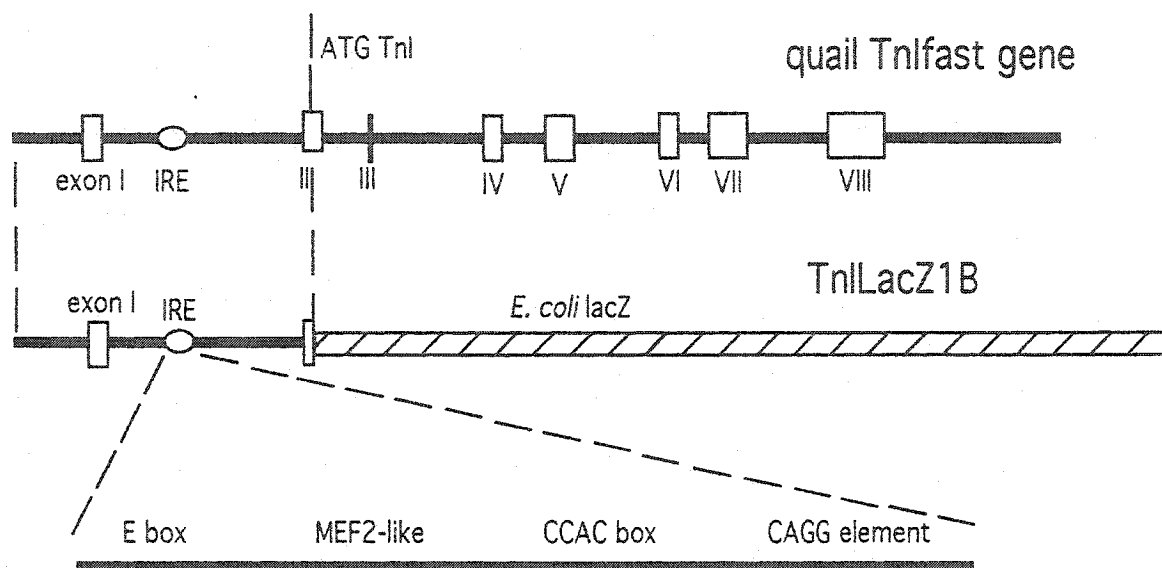 ATG TnI
quail TnIfast gene
exon I IRE II III IV V VI VII VIII
TnILacZ1B
exon I IRE E. coli lacZ
E box MEF2-like CCAC box CAGG element